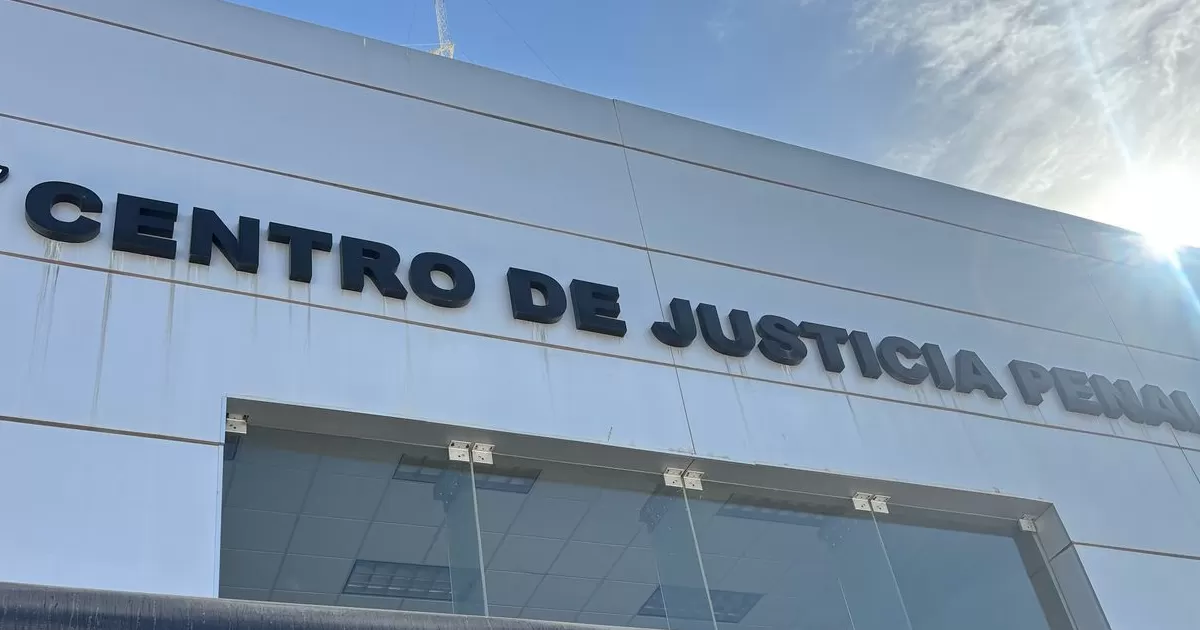 CENTRO DE JUSTICIA PENAL